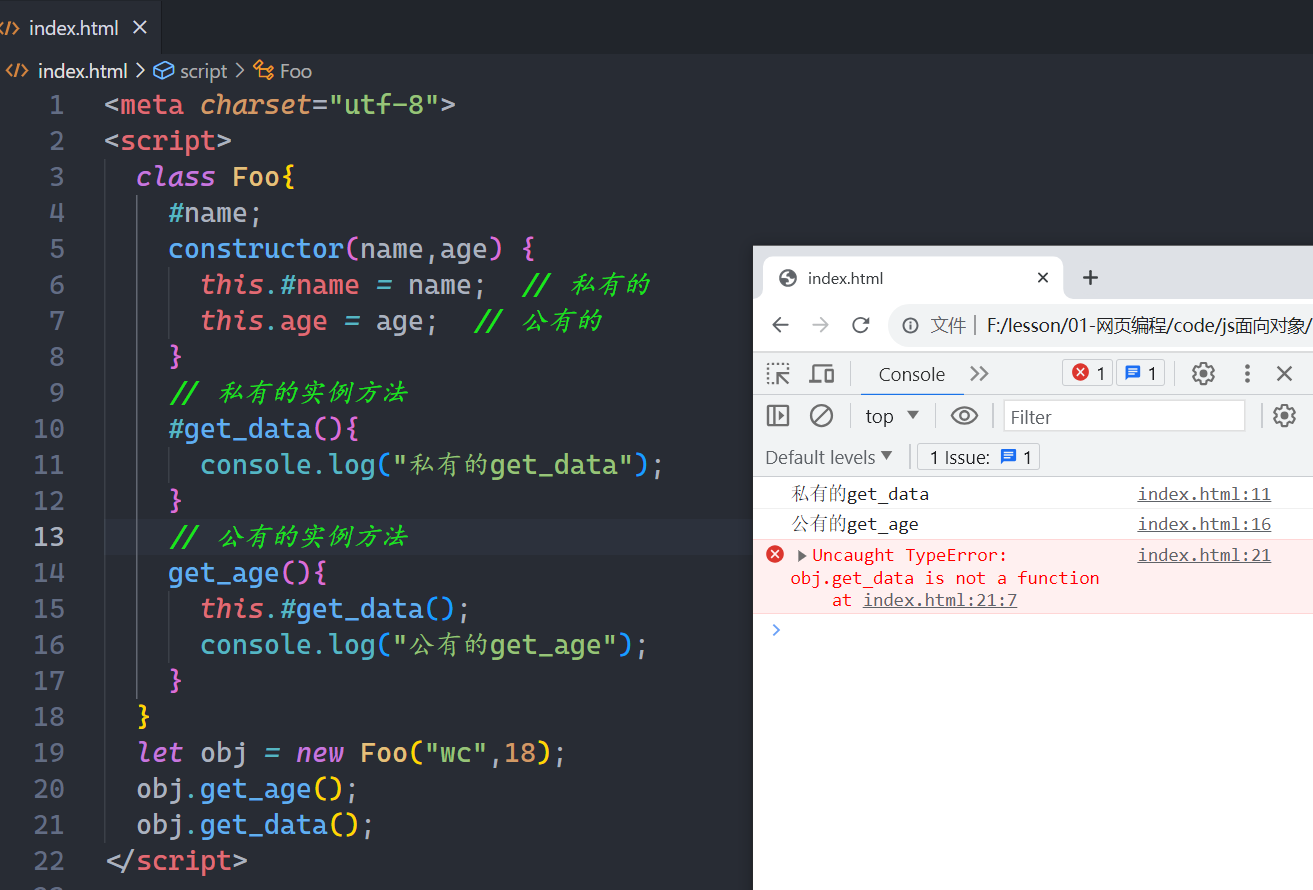 index.html
index.html > script > Foo
1 <meta charset="utf-8">
2 <script>
3 class Foo{
4 #name;
5 constructor(name,age) {
6 this.#name = name;  // 私有的
7 this.age = age;  // 公有的
8 }
9 // 私有的实例方法
10 #get_data(){
11 console.log("私有的get_data");
12 }
13 // 公有的实例方法
14 get_age(){
15 this.#get_data();
16 console.log("公有的get_age");
17 }
18 }
19 let obj = new Foo("wc",18);
20 obj.get_age();
21 obj.get_data();
22 </script>
index.html
文件 | F:/lesson/01-网页编程/code/js面向对象/
Console 1 1
top Filter
Default levels 1 Issue: 1
私有的get_data index.html:11
公有的get_age index.html:16
Uncaught TypeError: index.html:21
obj.get_data is not a function
at index.html:21:7